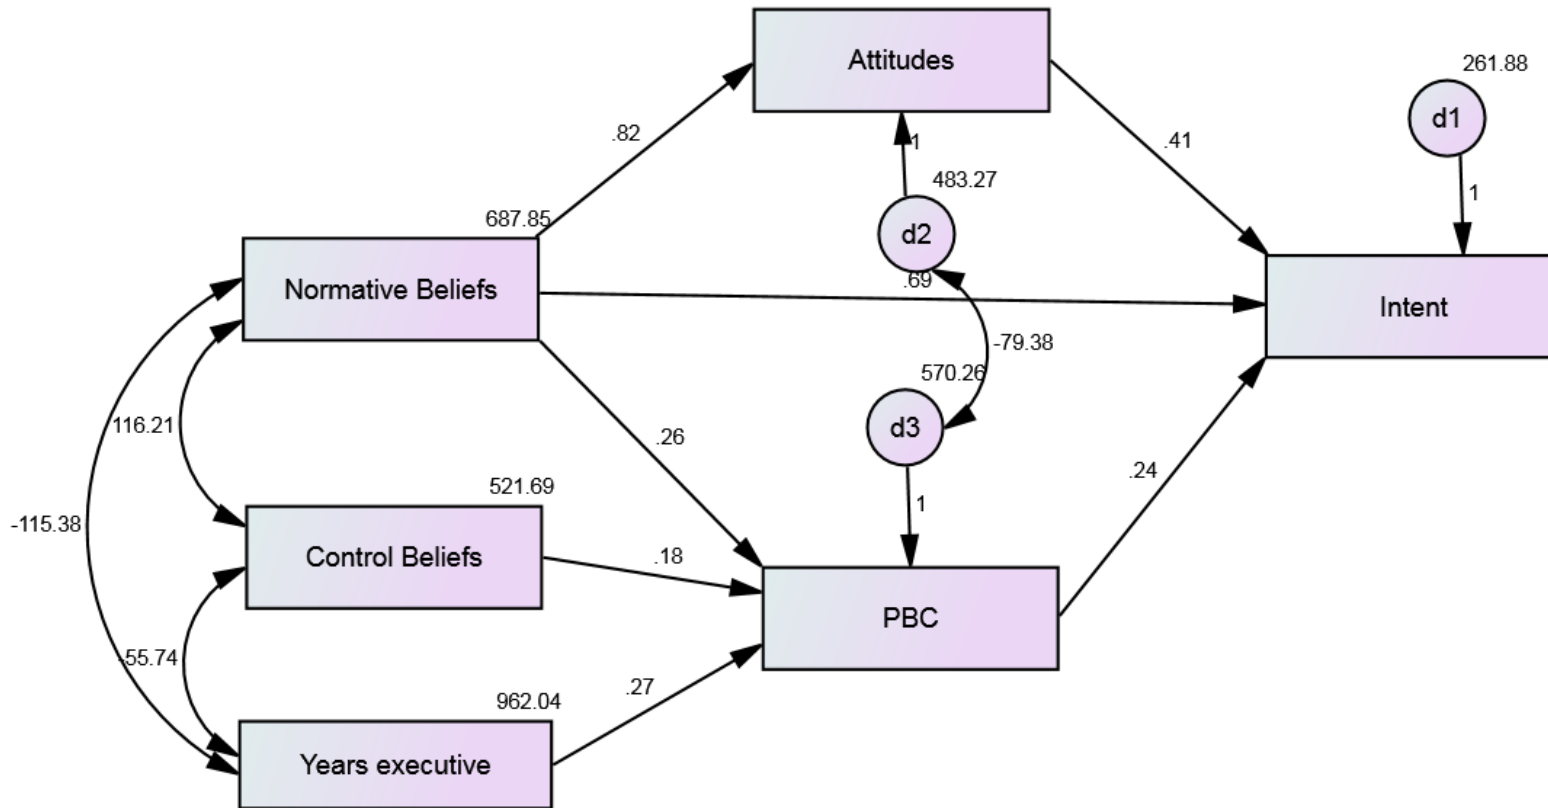 Attitudes
261.88
d1
.82
1
.41
483.27
1
687.85
d2
.69
Normative Beliefs
Intent
-79.38
570.26
116.21
d3
.26
.24
521.69
1
-115.38
Control Beliefs
.18
PBC
-55.74
.27
962.04
Years executive